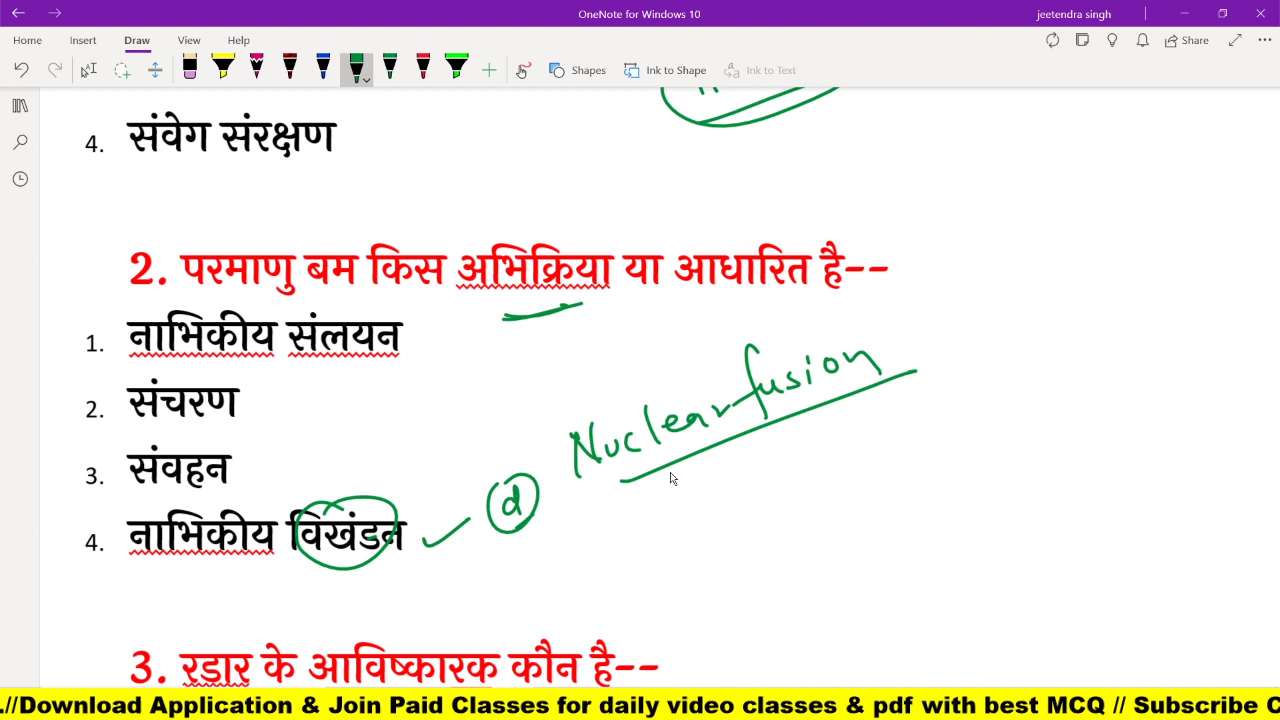 OneNote for Windows 10
jeetendra singh
Home Insert Draw View Help
Share
Shapes Ink to Shape Ink to Text
4. संवेग संरक्षण
2. परमाणु बम किस अभिक्रिया या आधारित है--
1. नाभिकीय संलयन
2. संचरण
3. संवहन
4. नाभिकीय विखंडन
d
Nuclear fusion
3. रडार के आविष्कारक कौन है--
.//Download Application & Join Paid Classes for daily video classes & pdf with best MCQ // Subscribe